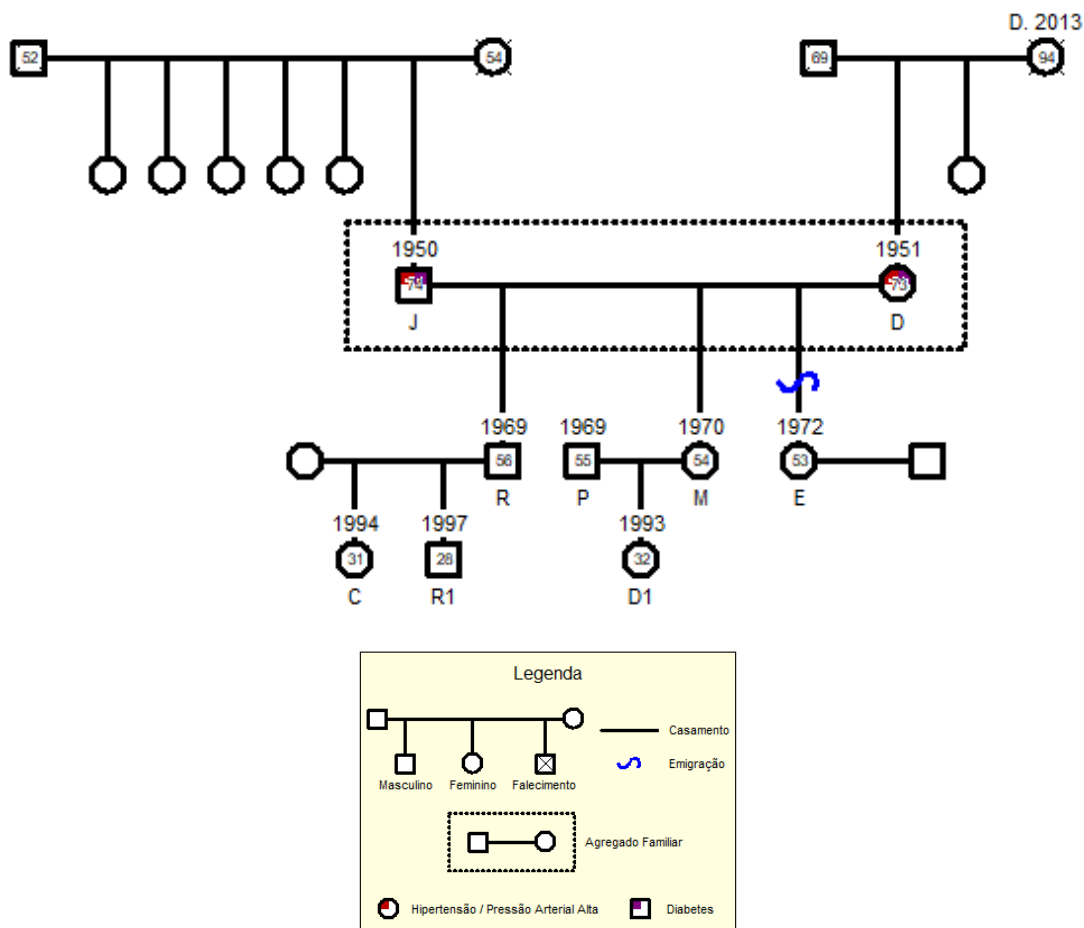 D. 2013
52
54
69
94
1950
1951
74
73
J
D
1969
1969
1970
1972
56
55
54
53
R
P
M
E
1994
1997
1993
31
28
32
C
R1
D1
Legenda
Casamento
Emigração
Masculino
Feminino
Falecimento
Agregado Familiar
Hipertensão / Pressão Arterial Alta
Diabetes